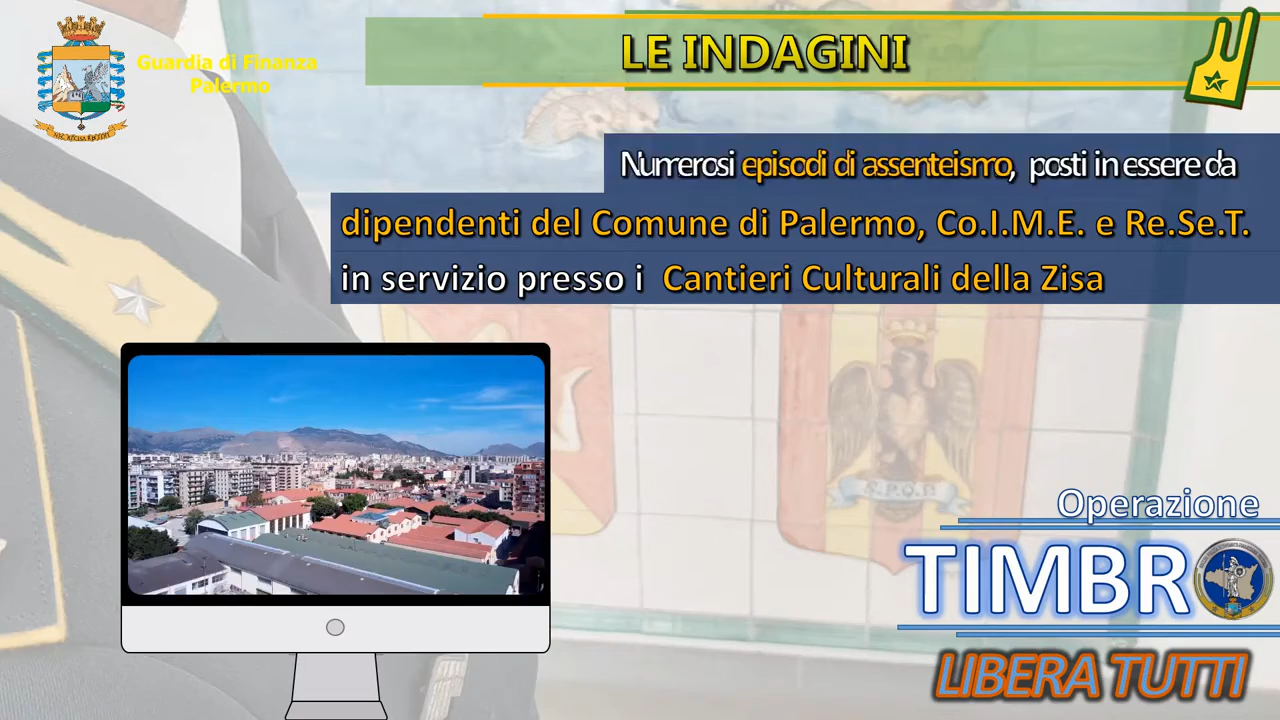 Guardia di Finanza
Palermo
LE INDAGINI
Numerosi episodi di assenteismo, posti in essere da
dipendenti del Comune di Palermo, Co.I.M.E. e Re.Se.T.
in servizio presso i Cantieri Culturali della Zisa
S.P.Q.P.
Operazione
TIMBR
LIBERA TUTTI